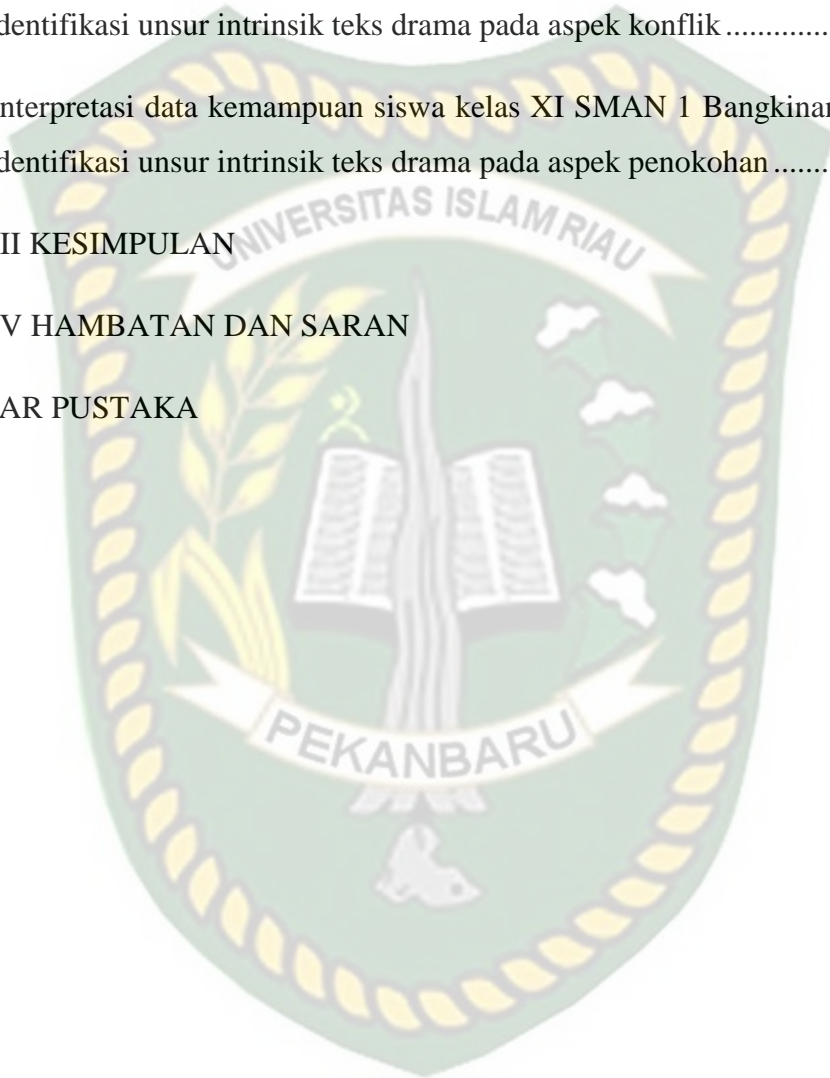 dentifikasi unsur intrinsik teks drama pada aspek konflik.............
nterpretasi data kemampuan siswa kelas XI SMAN 1 Bangkinan
dentifikasi unsur intrinsik teks drama pada aspek penokohan.......
UNIVERSITAS ISLAM RIAU
II KESIMPULAN
V HAMBATAN DAN SARAN
AR PUSTAKA
PEKANBARU